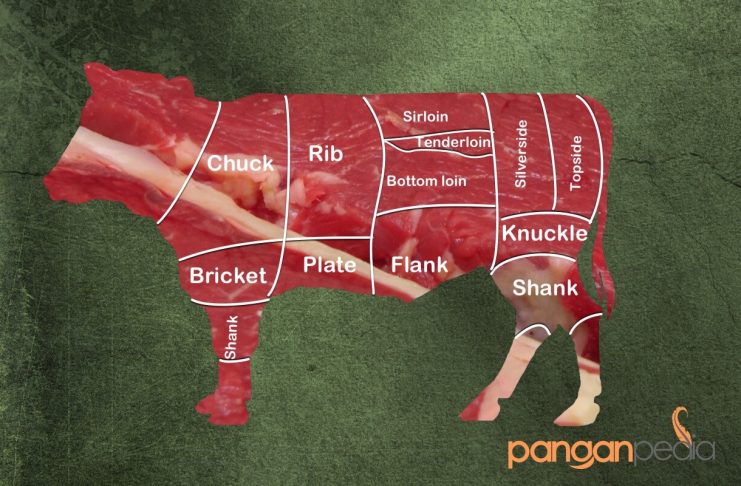 Sirloin
Tenderloin
Chuck
Rib
Silverside
Topside
Bottom loin
Knuckle
Bricket
Plate
Flank
Shank
Shank
panganpedia